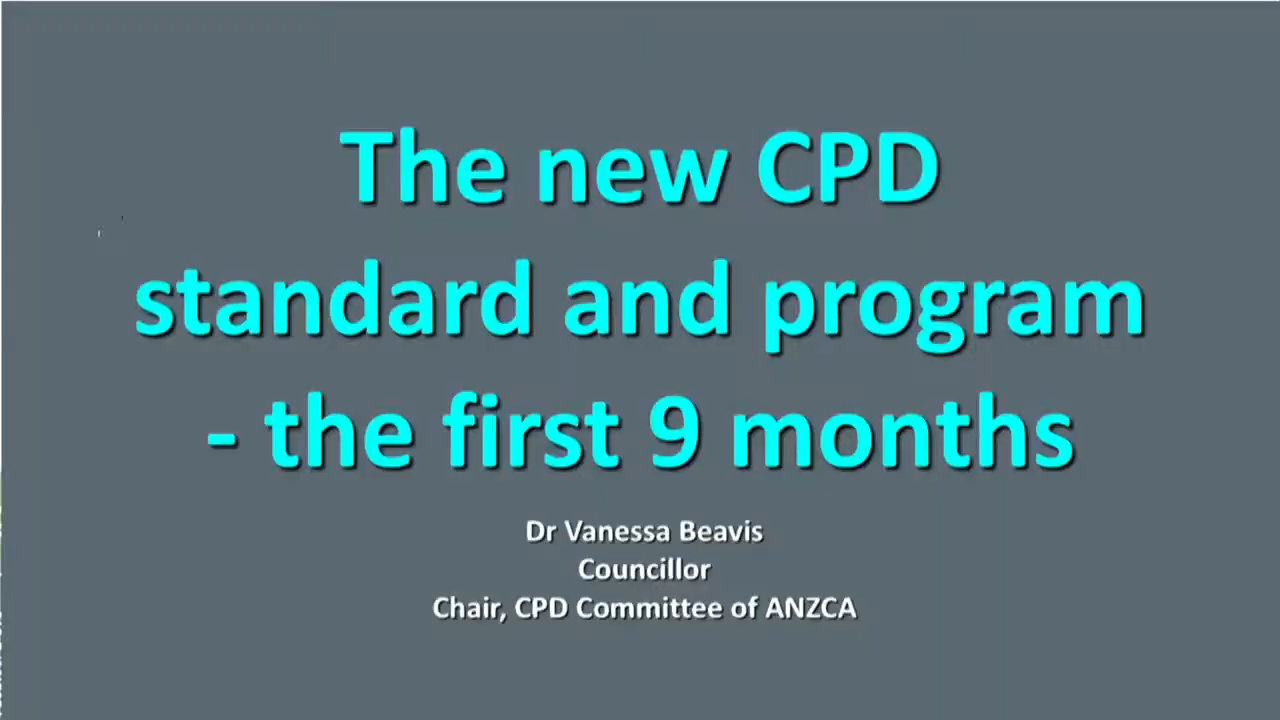 The new CPD
standard and program
- the first 9 months
Dr Vanessa Beavis
Councillor
Chair, CPD Committee of ANZCA